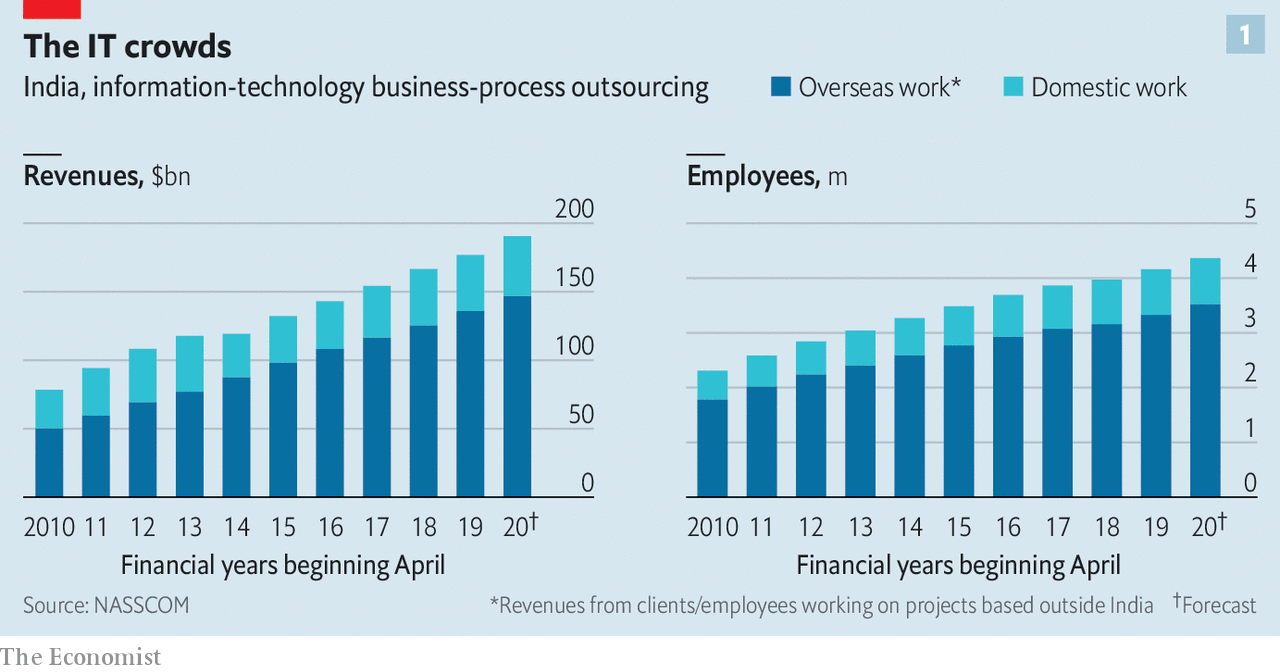 The IT crowds
1
India, information-technology business-process outsourcing
Overseas work*
Domestic work
Revenues, $bn
200
150
100
50
0
2010 11 12 13 14 15 16 17 18 19 20†
Financial years beginning April
Employees, m
5
4
3
2
1
0
2010 11 12 13 14 15 16 17 18 19 20†
Financial years beginning April
Source: NASSCOM
*Revenues from clients/employees working on projects based outside India †Forecast
The Economist